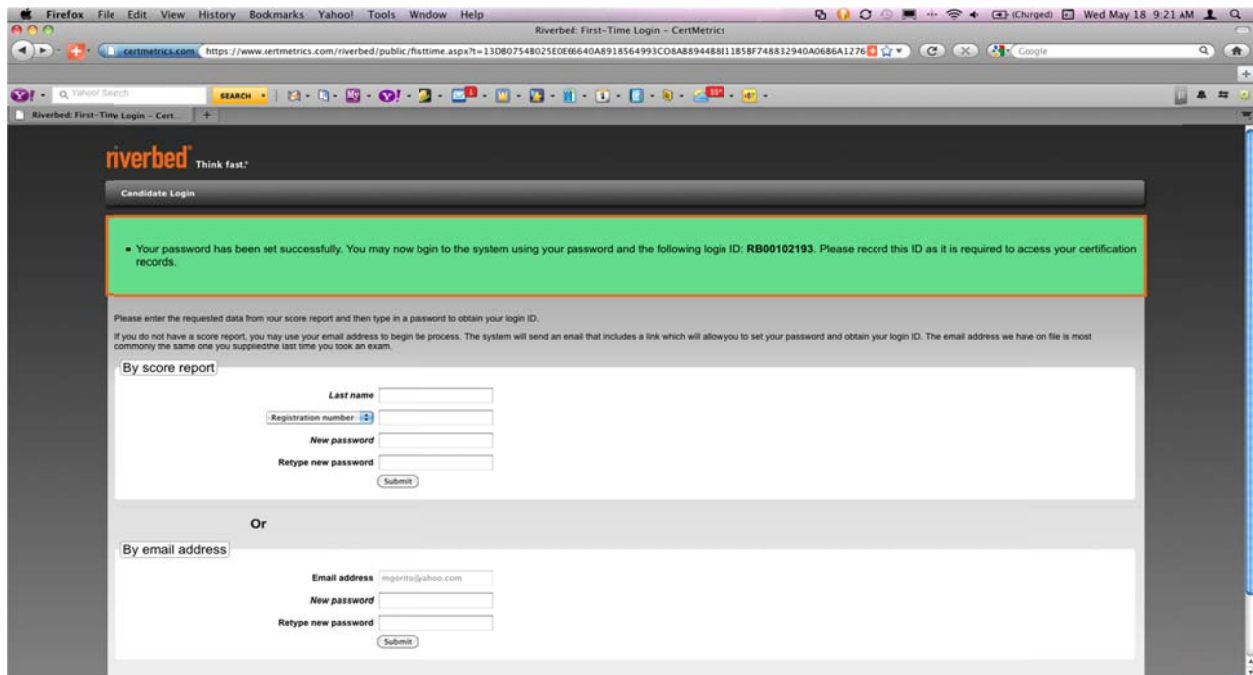 Firefox File Edit View History Bookmarks Yahoo! Tools Wndow Help (Churged) Wed May 18 9:21 AM
Riverbed: First-Time Login - CertMetrics
certmetrics.com
Google
Yahoo! Search SEARCH
Riverbed: First-Time Login - Cert...
riverbed Think fast.
Candidate Login
Your password has been set successfully. You may now bgin to the system using your password and the following login ID: RB00102193. Please record this ID as it is required to access your certification
records.
Please enter the requested data from your score report and then type in a password to obtain your login ID.
If you do not have a score report, you may use your email address to begin the process. The system will send an email that includes a link which will allowyou to set your password and obtain your login ID. The email address we have on file is most
commonly the same one you suppliedthe last time you took an exam.
By score report
Last name
Registration number
New password
Retype new password
Submit
Or
By email address
Email address mgorito@yahoo.com
New password
Retype new password
Submit